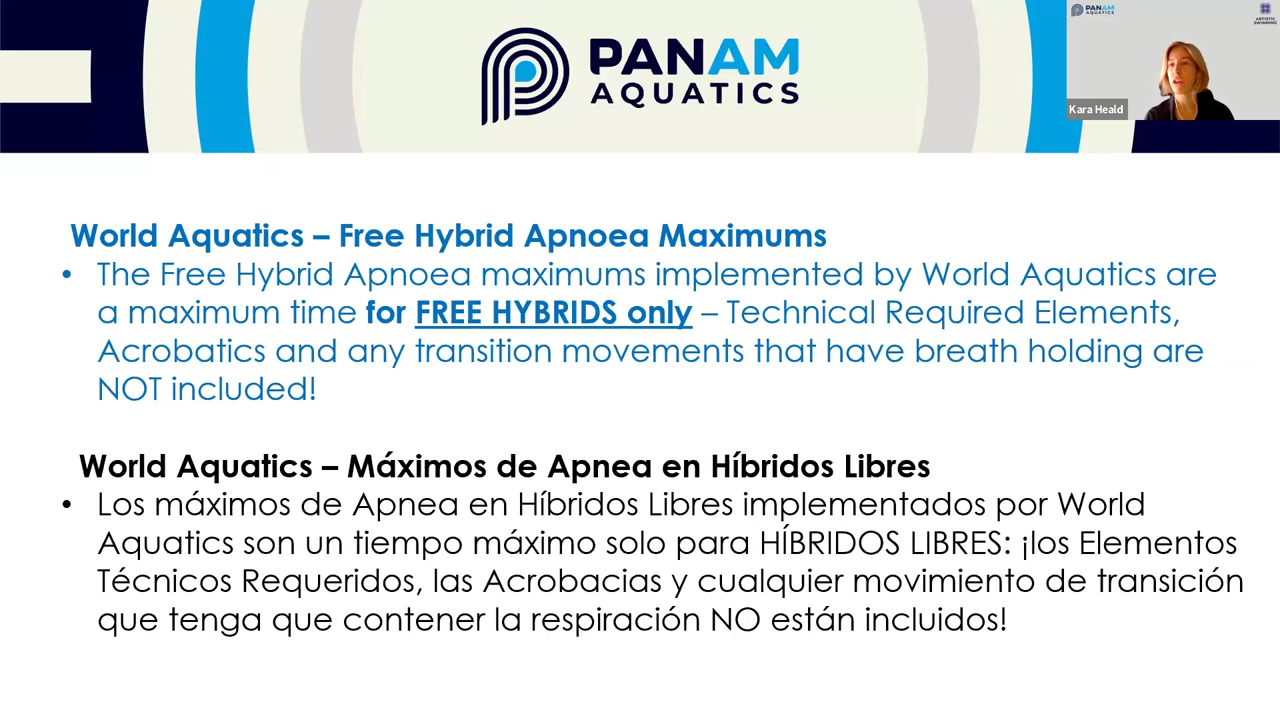 PANAM
AQUATICS
PANAM
AQUATICS
ARTISTIC
SWIMMING
Kara Heald
World Aquatics – Free Hybrid Apnoea Maximums
• The Free Hybrid Apnoea maximums implemented by World Aquatics are
a maximum time for FREE HYBRIDS only – Technical Required Elements,
Acrobatics and any transition movements that have breath holding are
NOT included!
World Aquatics – Máximos de Apnea en Híbridos Libres
• Los máximos de Apnea en Híbridos Libres implementados por World
Aquatics son un tiempo máximo solo para HÍBRIDOS LIBRES: ¡los Elementos
Técnicos Requeridos, las Acrobacias y cualquier movimiento de transición
que tenga que contener la respiración NO están incluidos!